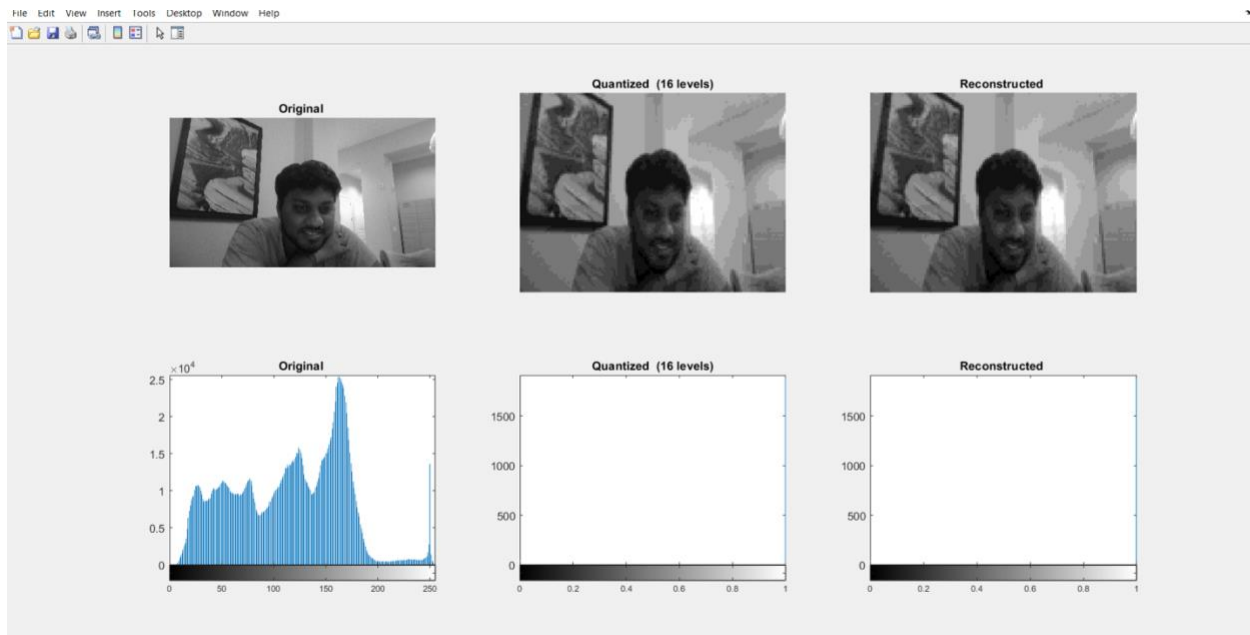 File Edit View Insert Tools Desktop Window Help
Original
Quantized (16 levels)
Reconstructed
Original
Quantized (16 levels)
Reconstructed
×10^4
2.5
2
1.5
1
0.5
0
0 50 100 150 200 250
1500
1000
500
0
0 0.2 0.4 0.6 0.8 1
1500
1000
500
0
0 0.2 0.4 0.6 0.8 1